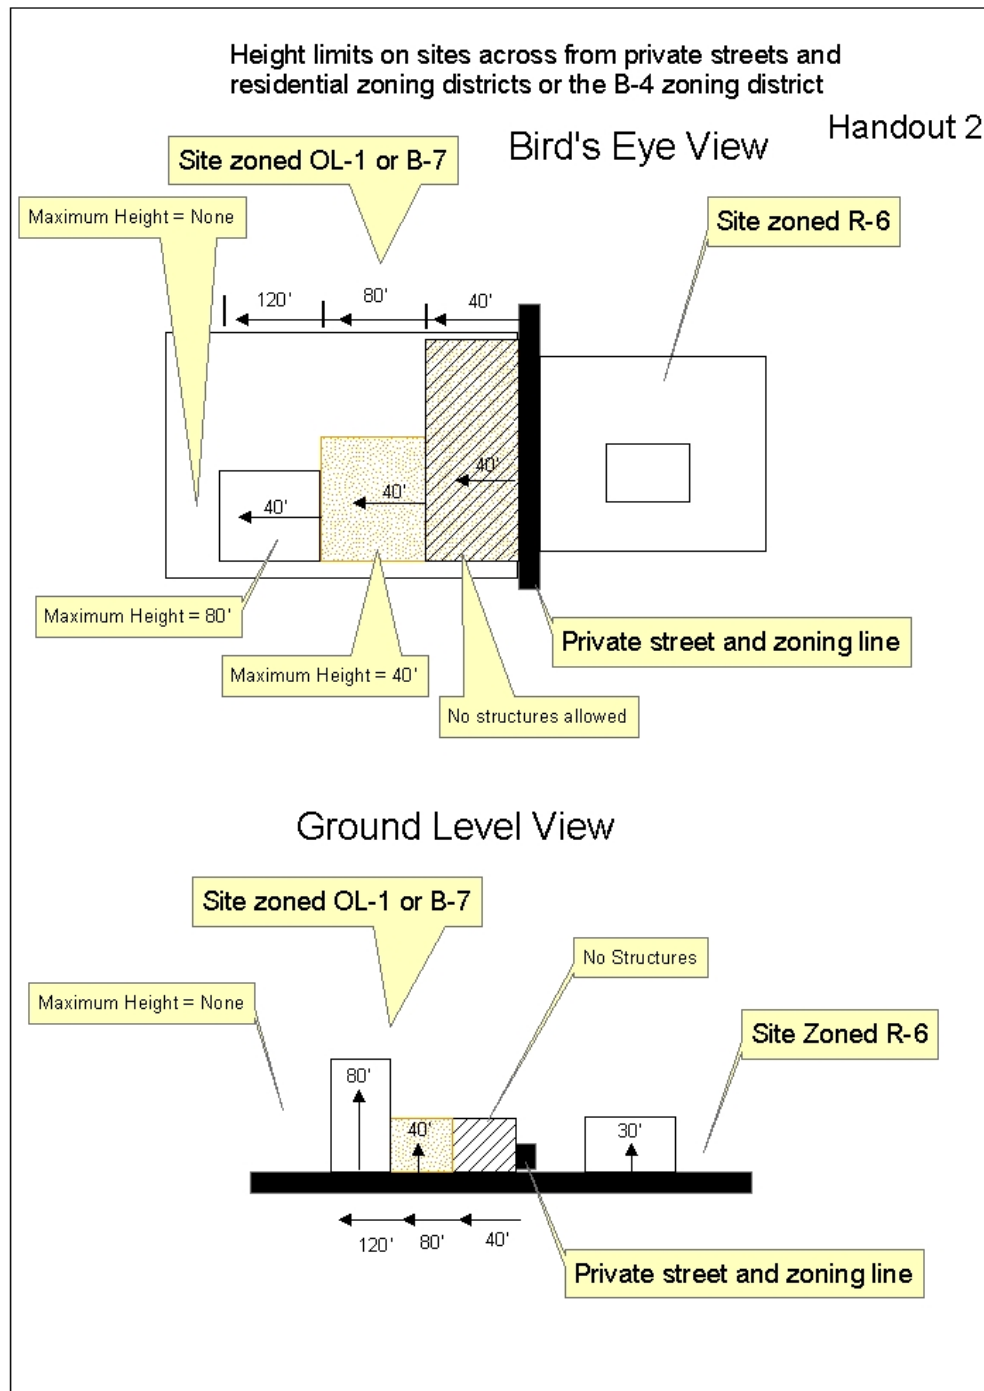 Height limits on sites across from private streets and
residential zoning districts or the B-4 zoning district
Handout 2
Bird's Eye View
Site zoned OL-1 or B-7
Maximum Height = None
Site zoned R-6
120'
80'
40'
40'
40'
40'
Maximum Height = 80'
Private street and zoning line
Maximum Height = 40'
No structures allowed
Ground Level View
Site zoned OL-1 or B-7
No Structures
Maximum Height = None
Site Zoned R-6
80'
40'
30'
120'
80'
40'
Private street and zoning line